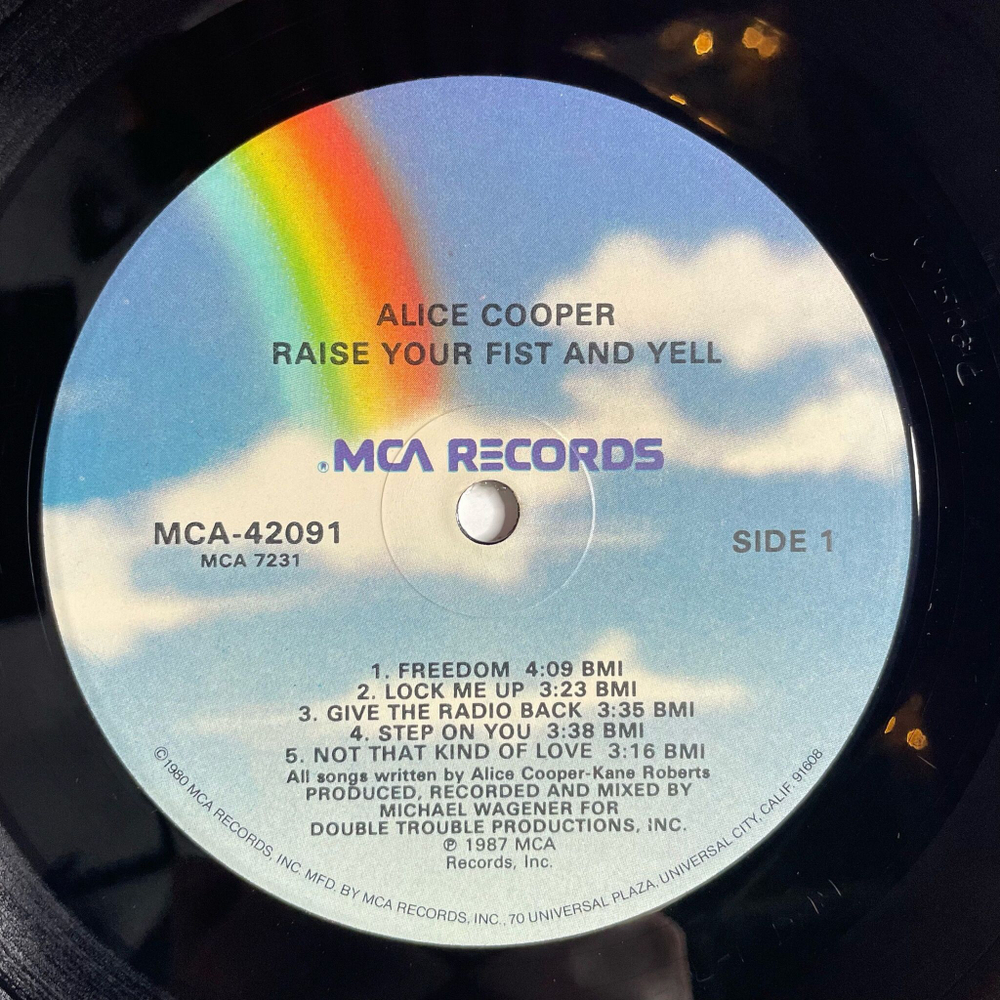 ALICE COOPER
RAISE YOUR FIST AND YELL
® MCA RECORDS
MCA-42091
MCA 7231
SIDE 1
1. FREEDOM 4:09 BMI
2. LOCK ME UP 3:23 BMI
3. GIVE THE RADIO BACK 3:35 BMI
4. STEP ON YOU 3:38 BMI
5. NOT THAT KIND OF LOVE 3:16 BMI
All songs written by Alice Cooper-Kane Roberts
PRODUCED, RECORDED AND MIXED BY
MICHAEL WAGENER FOR
DOUBLE TROUBLE PRODUCTIONS, INC.
℗ 1987 MCA
Records, Inc.
©1980 MCA RECORDS, INC. MFD. BY MCA RECORDS, INC., 70 UNIVERSAL PLAZA, UNIVERSAL CITY, CALIF. 91608